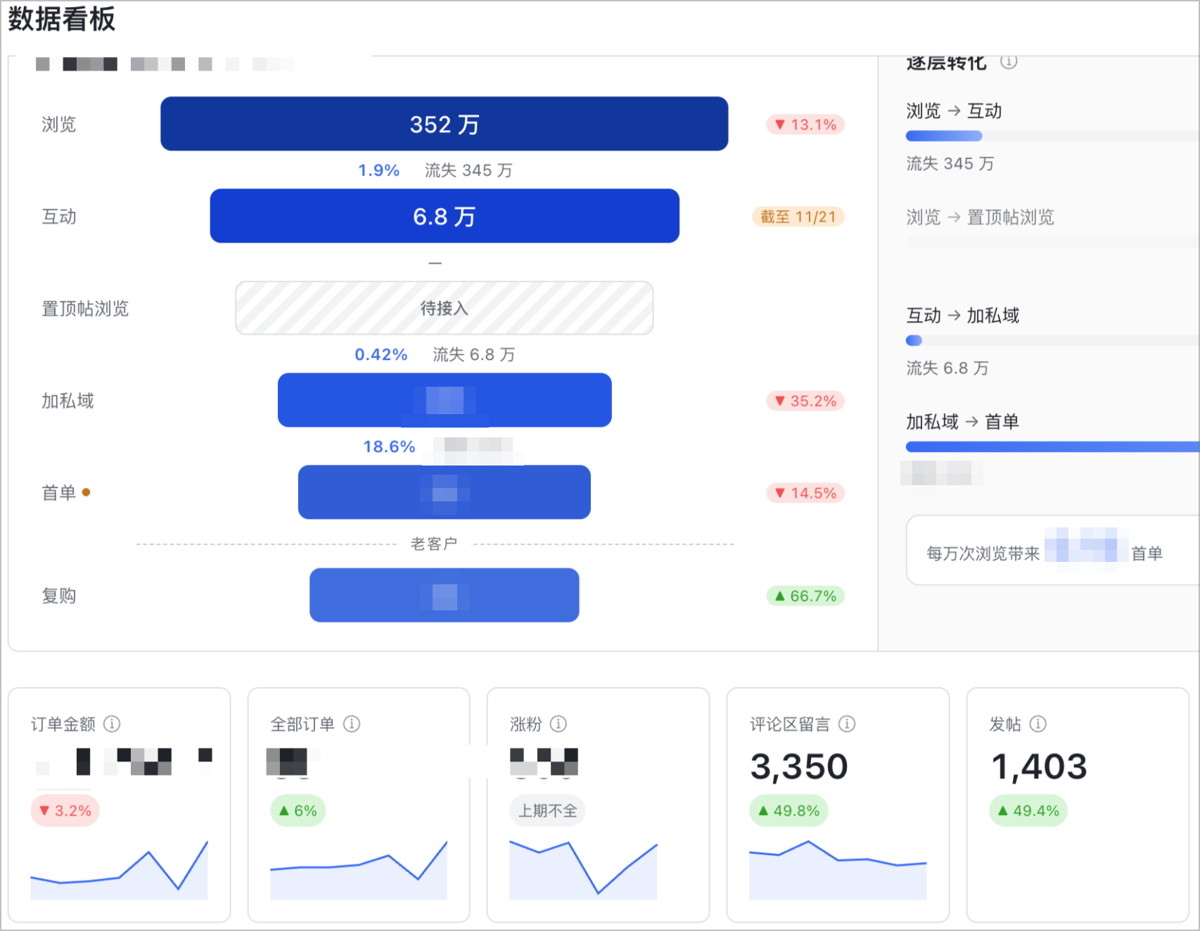 数据看板
逐层转化
浏览
352 万
13.1%
1.9% 流失 345 万
互动
6.8 万
截至 11/21
—
置顶帖浏览
待接入
0.42% 流失 6.8 万
加私域
35.2%
18.6%
首单
14.5%
老客户
复购
66.7%
浏览 → 互动
流失 345 万
浏览 → 置顶帖浏览
互动 → 加私域
流失 6.8 万
加私域 → 首单
每万次浏览带来 首单
订单金额
3.2%
全部订单
6%
涨粉
上期不全
评论区留言
3,350
49.8%
发帖
1,403
49.4%